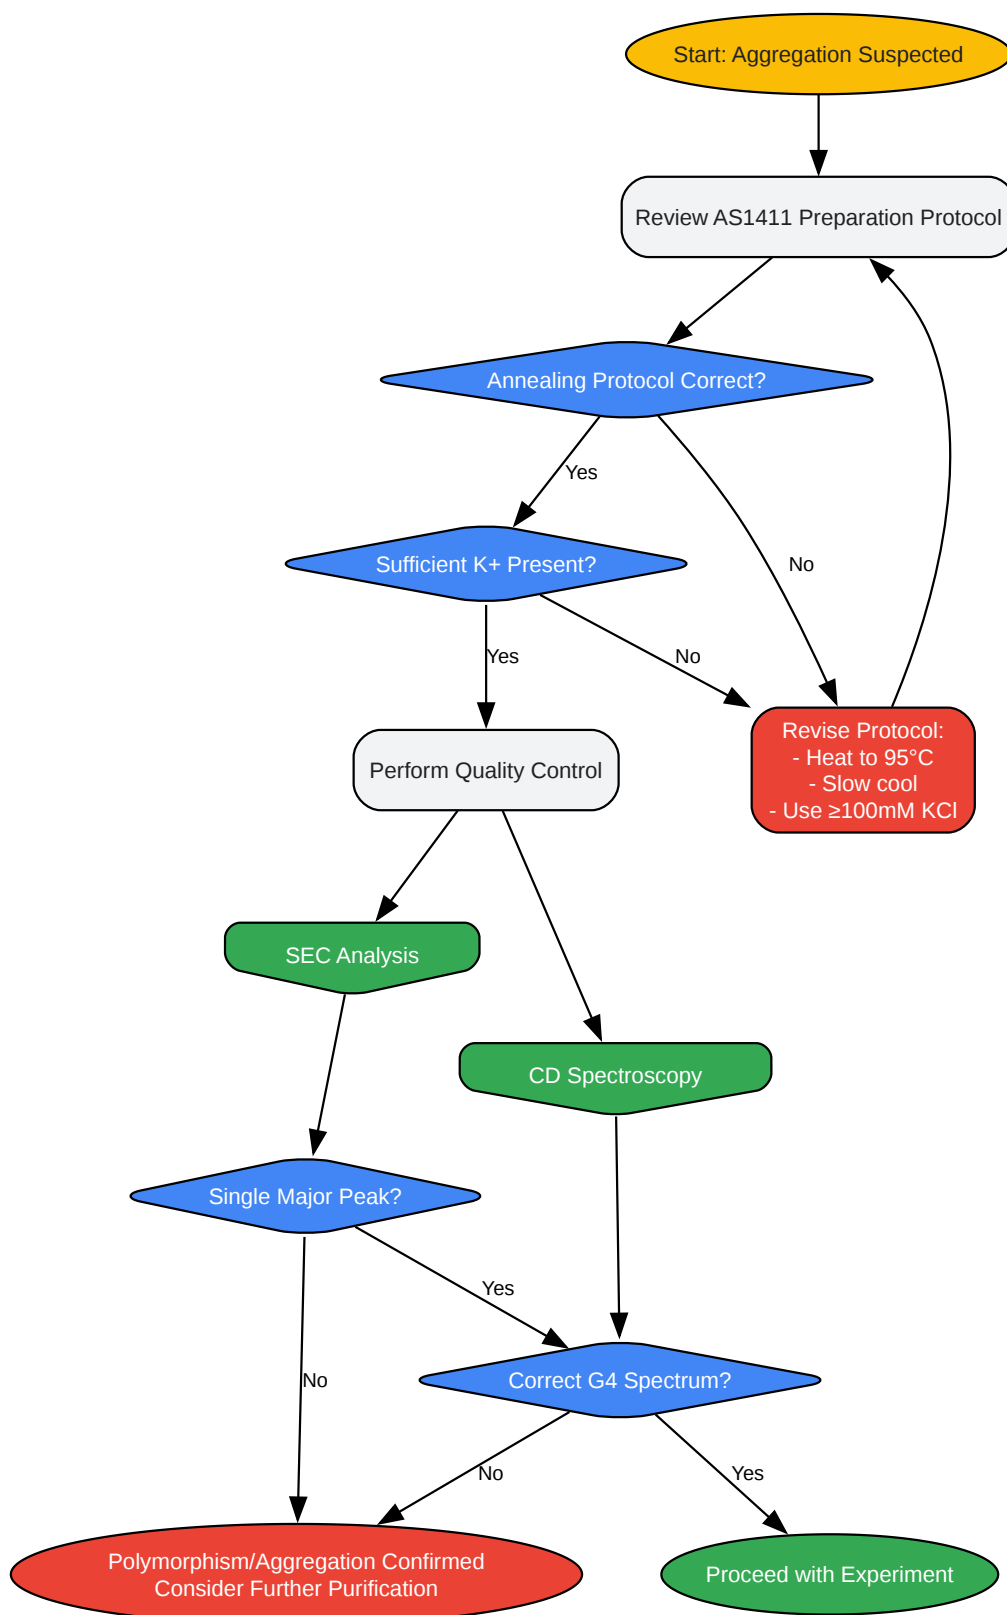 Start: Aggregation Suspected
Review AS1411 Preparation Protocol
Annealing Protocol Correct?
Yes
No
Sufficient K+ Present?
Yes
No
Revise Protocol:
- Heat to 95°C
- Slow cool
- Use ≥100mM KCl
Perform Quality Control
SEC Analysis
CD Spectroscopy
Single Major Peak?
Yes
No
Correct G4 Spectrum?
No
Yes
Polymorphism/Aggregation Confirmed
Consider Further Purification
Proceed with Experiment